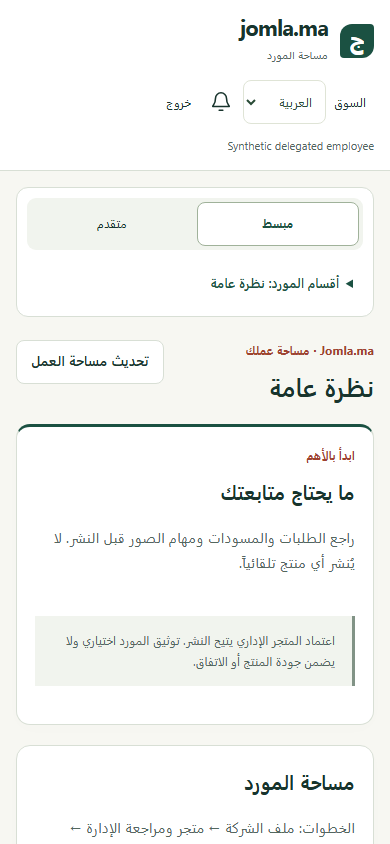 ج
jomla.ma
مساحة المورد
السوق
العربية
خروج
Synthetic delegated employee
مبسط
متقدم
◀ أقسام المورد: نظرة عامة
Jomla.ma · مساحة عملك
نظرة عامة
تحديث مساحة العمل
ابدأ بالأهم
ما يحتاج متابعتك
راجع الطلبات والمسودات ومهام الصور قبل النشر. لا
يُنشر أي منتج تلقائياً.
اعتماد المتجر الإداري يتيح النشر. توثيق المورد اختياري ولا
يضمن جودة المنتج أو الاتفاق.
مساحة المورد
الخطوات: ملف الشركة ← متجر ومراجعة الإدارة ←